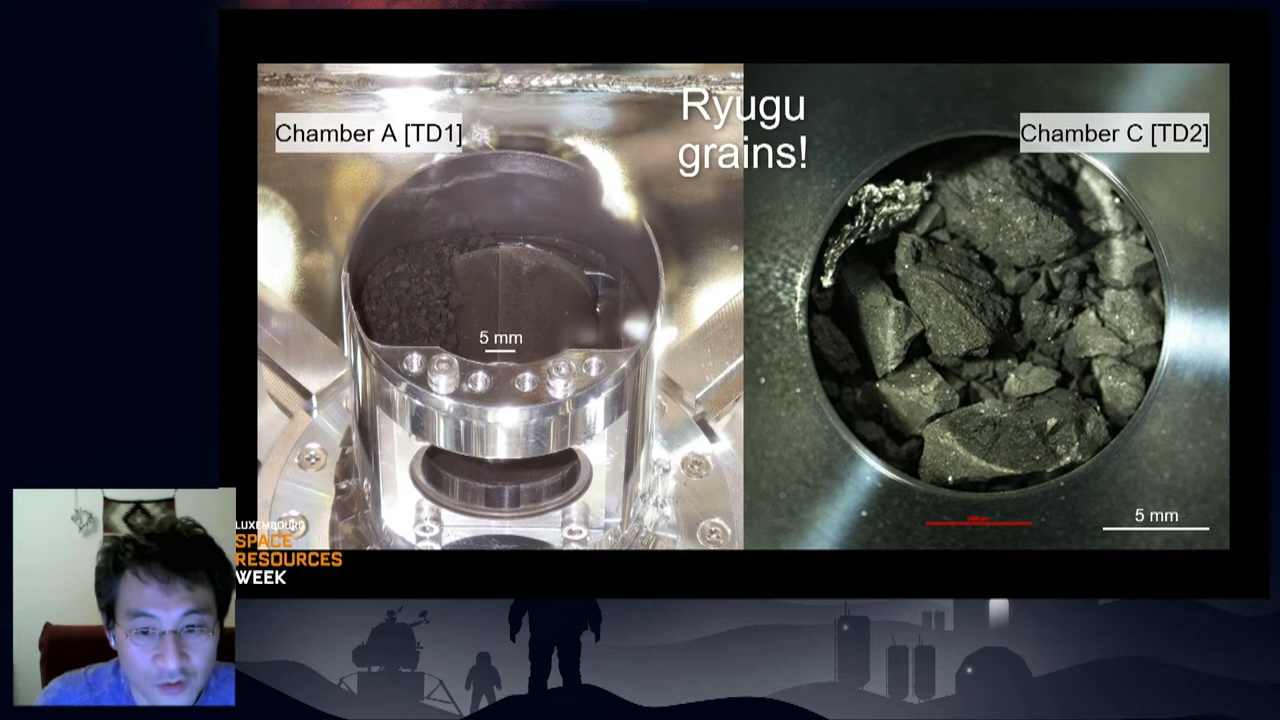 Ryugu
grains!
Chamber A [TD1]
Chamber C [TD2]
5 mm
5 mm
LUXEMBOURG
SPACE
RESOURCES
WEEK